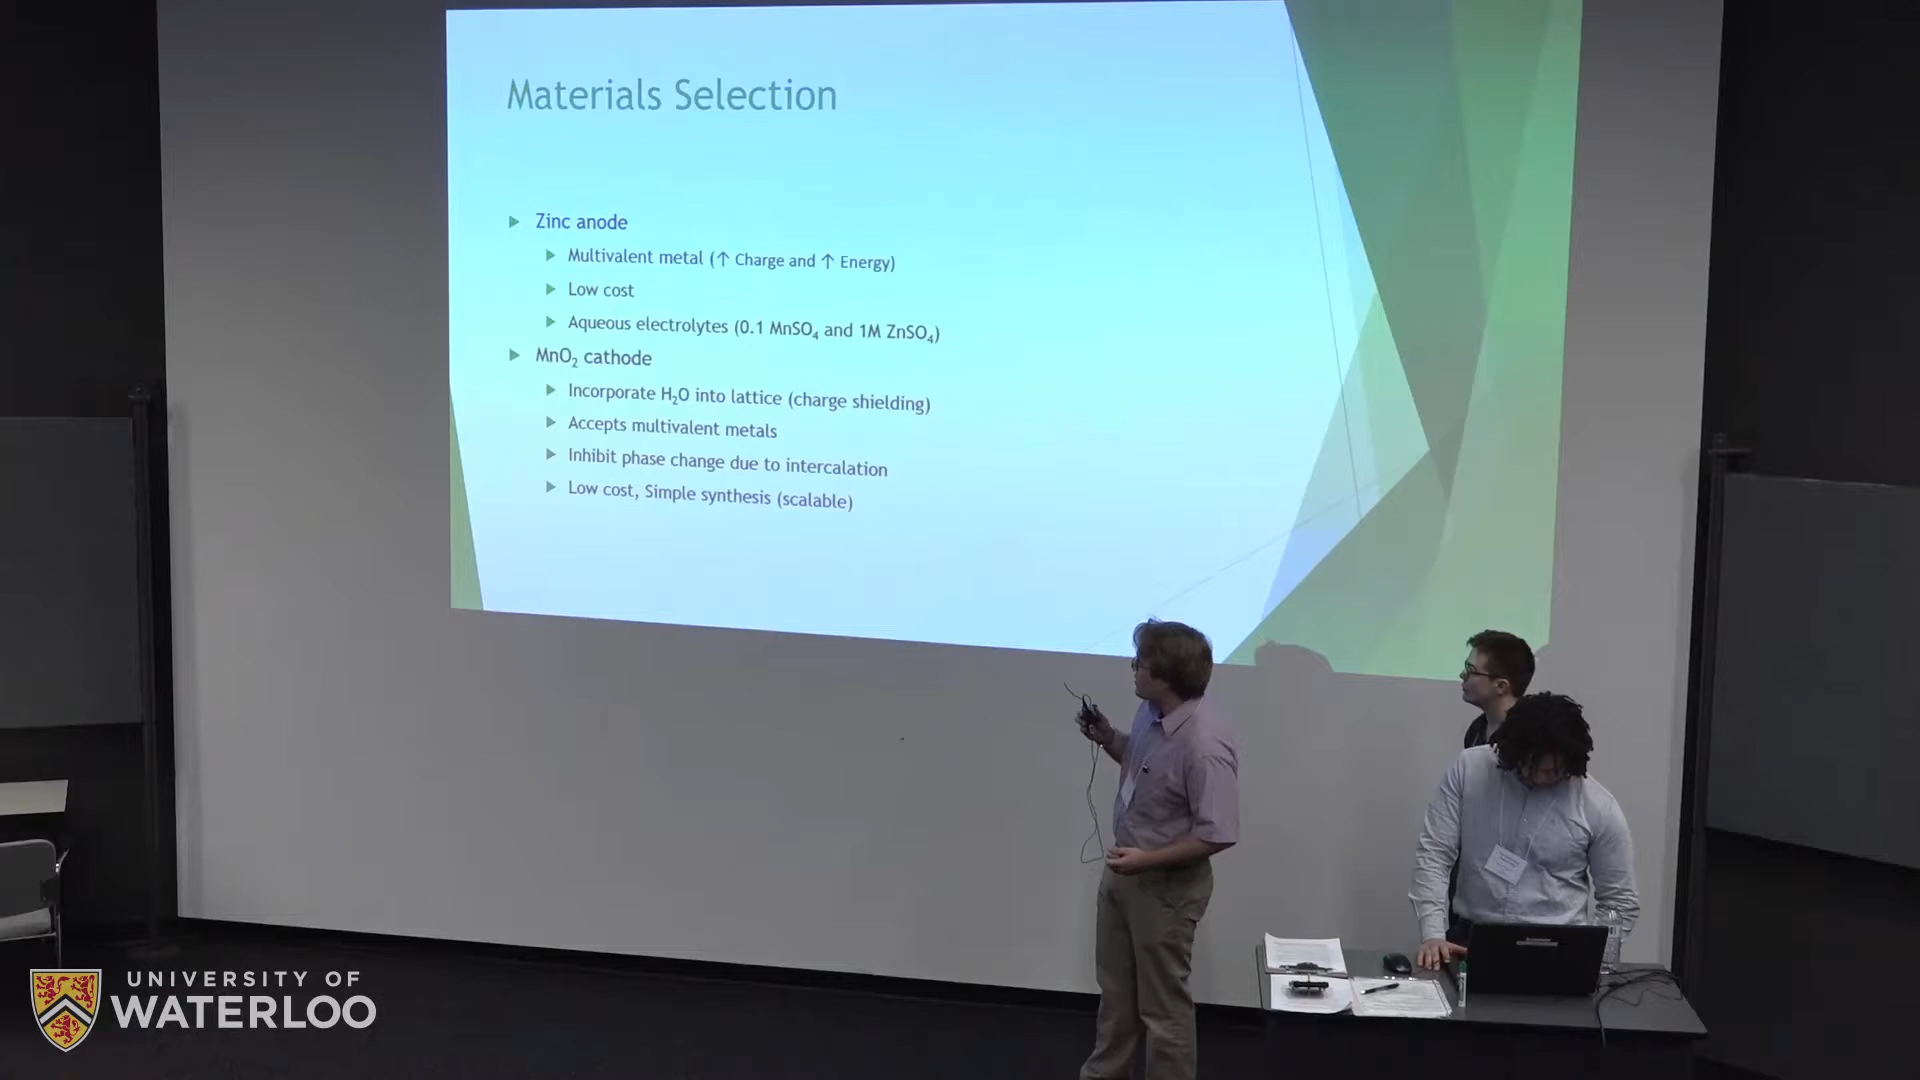 Materials Selection
Zinc anode
Multivalent metal (↑ Charge and ↑ Energy)
Low cost
Aqueous electrolytes (0.1 MnSO₄ and 1M ZnSO₄)
MnO₂ cathode
Incorporate H₂O into lattice (charge shielding)
Accepts multivalent metals
Inhibit phase change due to intercalation
Low cost, Simple synthesis (scalable)
UNIVERSITY OF
WATERLOO